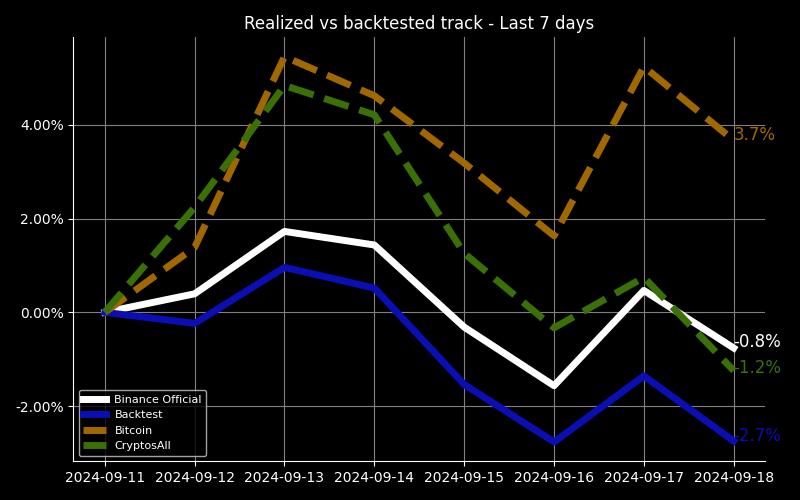 Realized vs backtested track - Last 7 days
4.00%
2.00%
0.00%
-2.00%
3.7%
-0.8%
-1.2%
-2.7%
Binance Official
Backtest
Bitcoin
CryptosAll
2024-09-11 2024-09-12 2024-09-13 2024-09-14 2024-09-15 2024-09-16 2024-09-17 2024-09-18